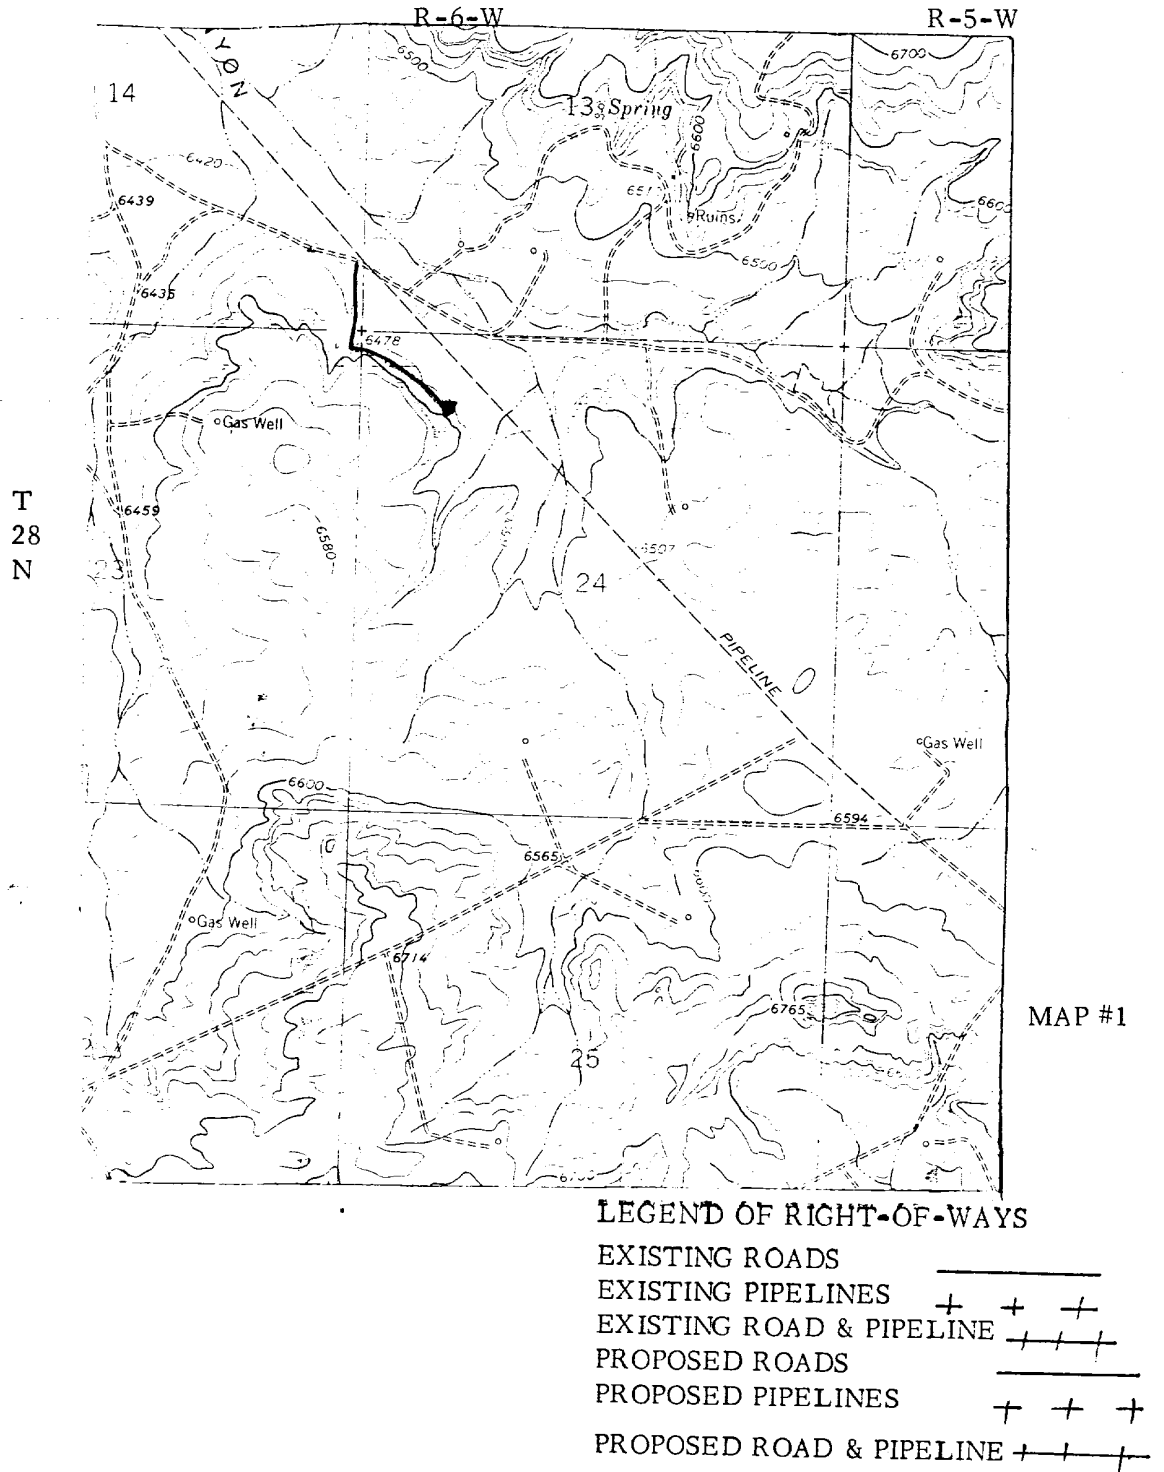 R-6-W
R-5-W
YON
14
6500
6700
13
Spring
6600
6420
6439
Ruins
6600
6500
6435
6478
Gas Well
T
28
N
6459
6580
6507
23
24
PIPELINE
Gas Well
6600
6594
6565
Gas Well
6714
6765
MAP #1
25
LEGEND OF RIGHT-OF-WAYS
EXISTING ROADS
EXISTING PIPELINES
EXISTING ROAD & PIPELINE
PROPOSED ROADS
PROPOSED PIPELINES
PROPOSED ROAD & PIPELINE